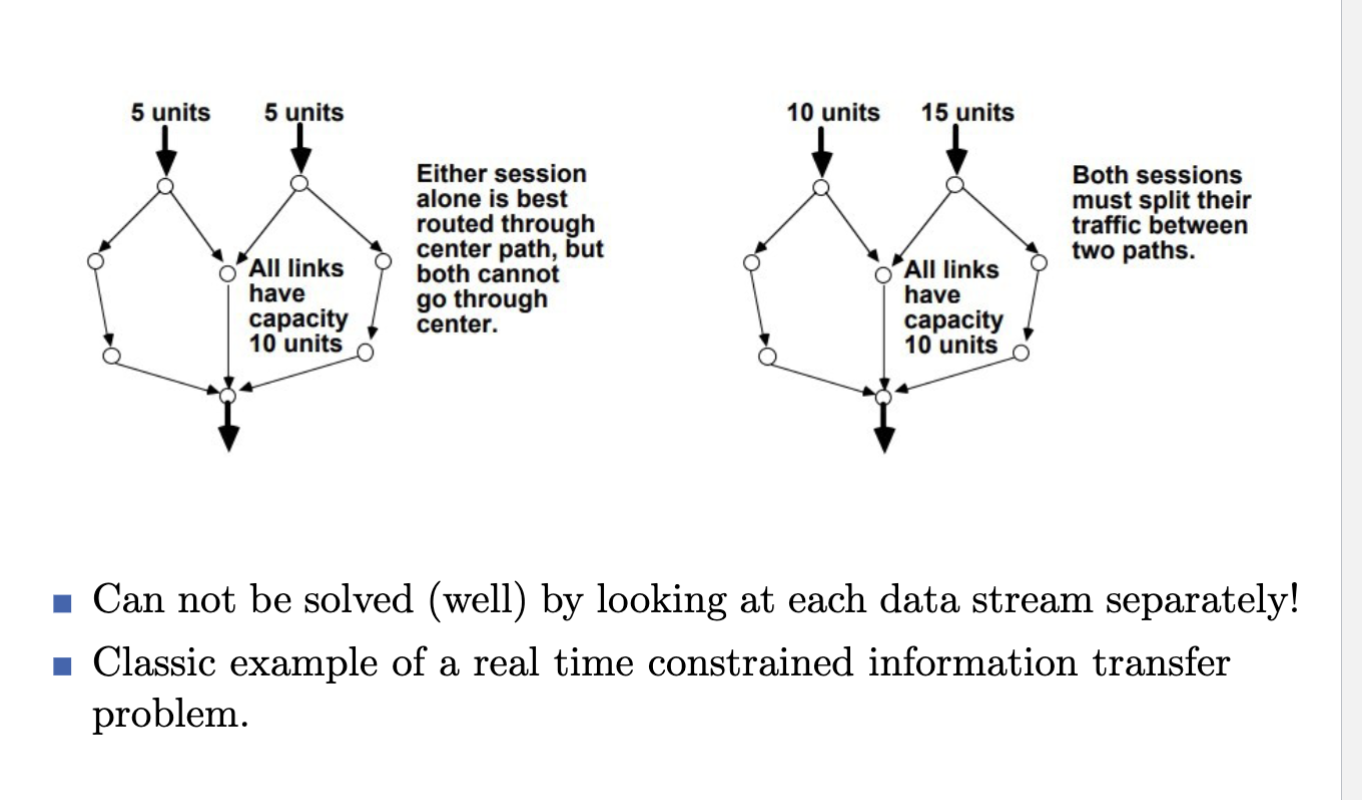 5 units 5 units
Either session
alone is best
routed through
center path, but
both cannot
go through
center.
All links
have
capacity
10 units
10 units 15 units
Both sessions
must split their
traffic between
two paths.
All links
have
capacity
10 units
Can not be solved (well) by looking at each data stream separately!
Classic example of a real time constrained information transfer
problem.